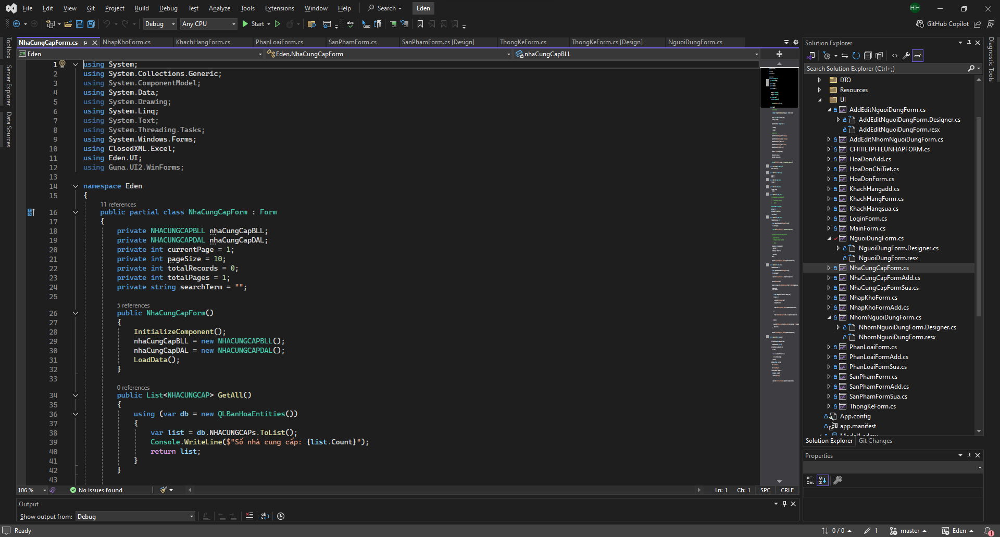 File Edit View Git Project Build Debug Test Analyze Tools Extensions Window Help Search Eden HH
Debug Any CPU Start GitHub Copilot
NhaCungCapForm.cs NhapKhoForm.cs KhachHangForm.cs PhanLoaiForm.cs SanPhamForm.cs SanPhamForm.cs [Design] ThongKeForm.cs ThongKeForm.cs [Design] NguoiDungForm.cs
Eden Eden.NhaCungCapForm nhaCungCapBLL
Toolbox
Server Explorer
Data Sources
1 using System;
2 using System.Collections.Generic;
3 using System.ComponentModel;
4 using System.Data;
5 using System.Drawing;
6 using System.Linq;
7 using System.Text;
8 using System.Threading.Tasks;
9 using System.Windows.Forms;
10 using ClosedXML.Excel;
11 using Eden.UI;
12 using Guna.UI2.WinForms;
13
14 namespace Eden
15 {
11 references
16 public partial class NhaCungCapForm : Form
17 {
18 private NHACUNGCAPBLL nhaCungCapBLL;
19 private NHACUNGCAPDAL nhaCungCapDAL;
20 private int currentPage = 1;
21 private int pageSize = 10;
22 private int totalRecords = 0;
23 private int totalPages = 1;
24 private string searchTerm = "";
25
5 references
26 public NhaCungCapForm()
27 {
28 InitializeComponent();
29 nhaCungCapBLL = new NHACUNGCAPBLL();
30 nhaCungCapDAL = new NHACUNGCAPDAL();
31 LoadData();
32 }
33
0 references
34 public List<NHACUNGCAP> GetAll()
35 {
36 using (var db = new QLBanHoaEntities())
37 {
38 var list = db.NHACUNGCAPs.ToList();
39 Console.WriteLine($"Số nhà cung cấp: {list.Count}");
40 return list;
41 }
42 }
43
106 % No issues found Ln: 1 Ch: 1 SPC CRLF
Output
Show output from: Debug
Solution Explorer
Search Solution Explorer (Ctrl+;)
DTO
Resources
UI
AddEditNguoiDungForm.cs
AddEditNguoiDungForm.Designer.cs
AddEditNguoiDungForm.resx
AddEditNhomNguoiDungForm.cs
CHITIETPHIEUNHAPFORM.cs
HoaDonAdd.cs
HoaDonChiTiet.cs
HoaDonForm.cs
KhachHangadd.cs
KhachHangForm.cs
KhachHangsua.cs
LoginForm.cs
MainForm.cs
NguoiDungForm.cs
NguoiDungForm.Designer.cs
NguoiDungForm.resx
NhaCungCapForm.cs
NhaCungCapFormAdd.cs
NhaCungCapFormSua.cs
NhapKhoForm.cs
NhapKhoFormAdd.cs
NhomNguoiDungForm.cs
NhomNguoiDungForm.Designer.cs
NhomNguoiDungForm.resx
PhanLoaiForm.cs
PhanLoaiFormAdd.cs
PhanLoaiFormSua.cs
SanPhamForm.cs
SanPhamFormAdd.cs
SanPhamFormSua.cs
ThongKeForm.cs
App.config
app.manifest
Solution Explorer Git Changes
Properties
Diagnostic Tools
Ready 0 / 0 1 master Eden 1